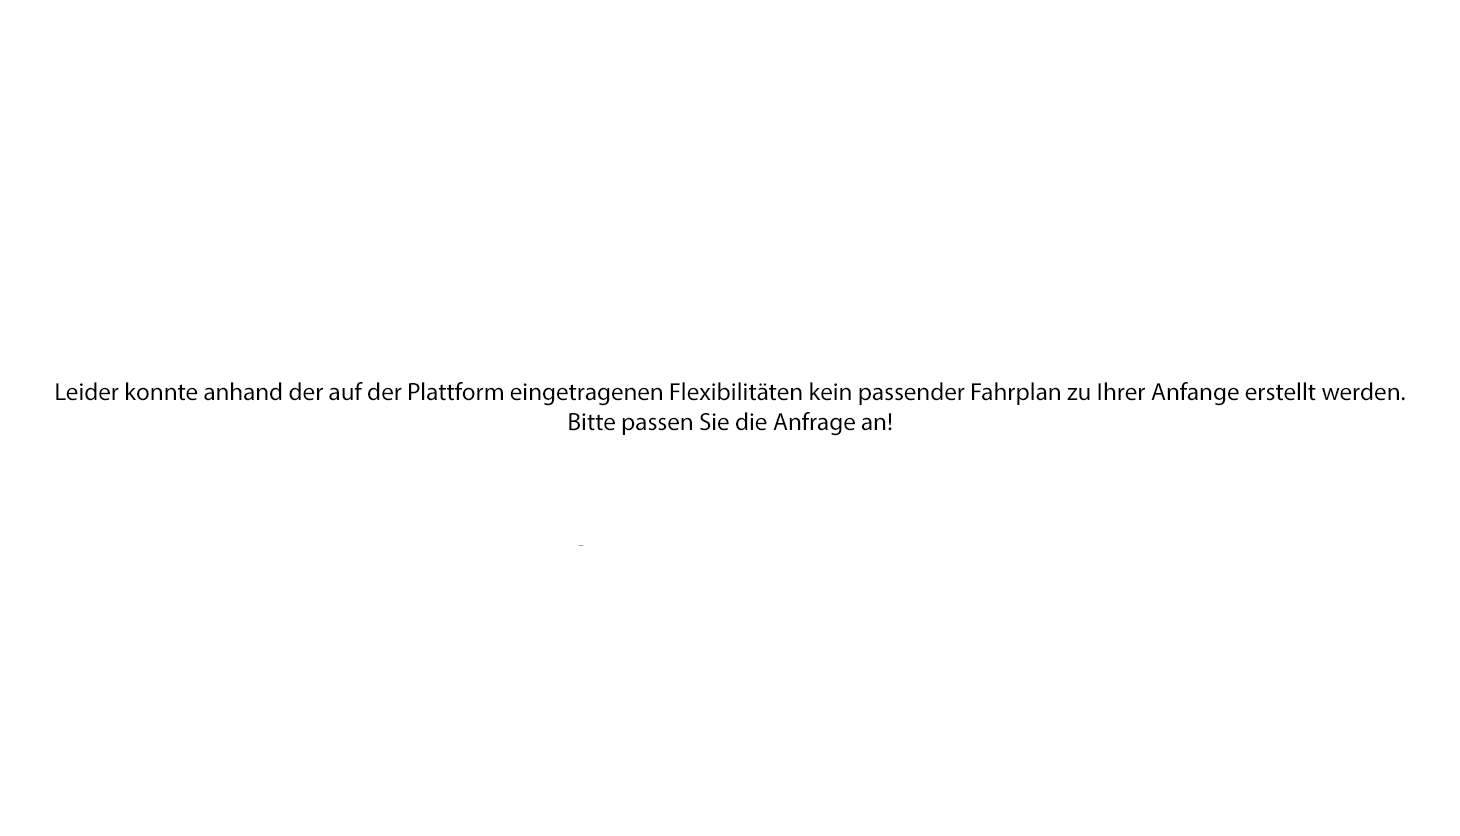 Leider konnte anhand der auf der Plattform eingetragenen Flexibilitäten kein passender Fahrplan zu Ihrer Anfange erstellt werden.
Bitte passen Sie die Anfrage an!